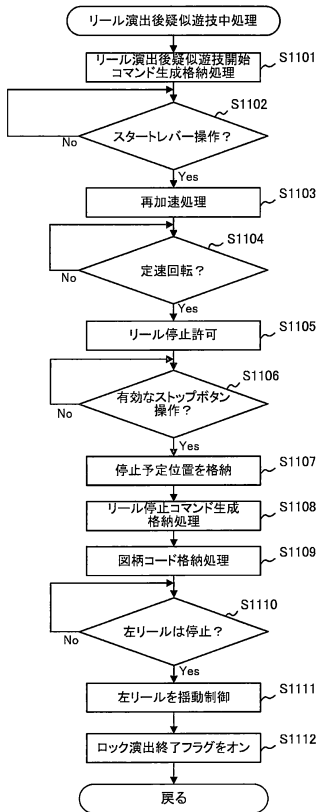 リール演出後疑似遊技中処理
リール演出後疑似遊技開始
コマンド生成格納処理
S1101
S1102
スタートレバー操作？
No
Yes
再加速処理
S1103
S1104
定速回転？
No
Yes
リール停止許可
S1105
S1106
有効なストップボタン
操作？
No
Yes
停止予定位置を格納
S1107
リール停止コマンド生成
格納処理
S1108
図柄コード格納処理
S1109
S1110
左リールは停止？
No
Yes
左リールを揺動制御
S1111
ロック演出終了フラグをオン
S1112
戻る